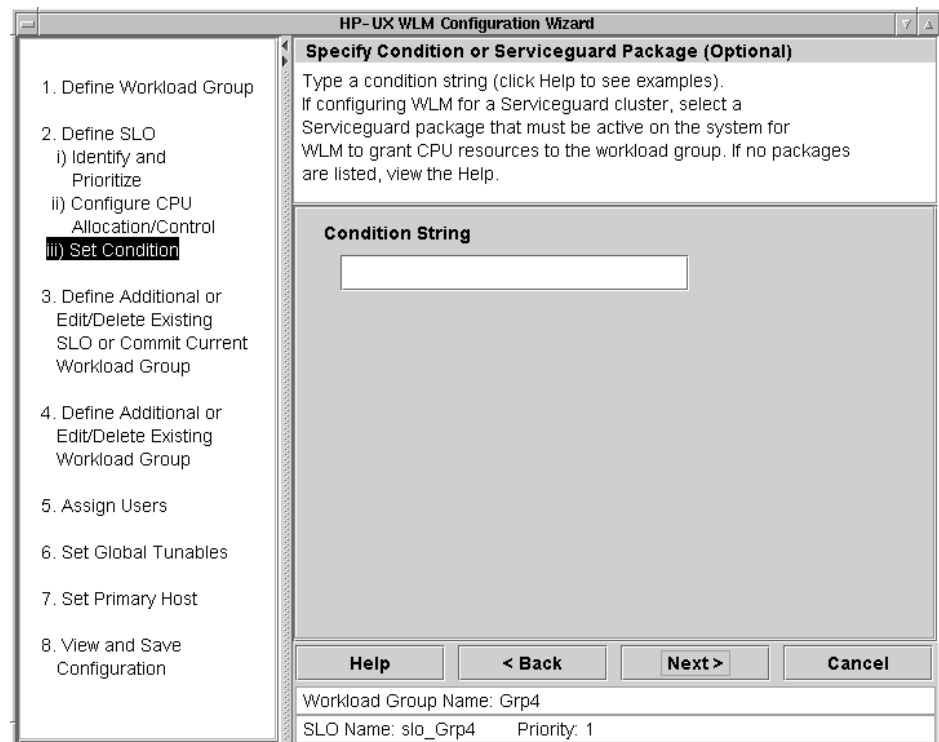 HP-UX WLM Configuration Wizard
1. Define Workload Group
2. Define SLO
i) Identify and
Prioritize
ii) Configure CPU
Allocation/Control
iii) Set Condition
3. Define Additional or
Edit/Delete Existing
SLO or Commit Current
Workload Group
4. Define Additional or
Edit/Delete Existing
Workload Group
5. Assign Users
6. Set Global Tunables
7. Set Primary Host
8. View and Save
Configuration
Specify Condition or Serviceguard Package (Optional)
Type a condition string (click Help to see examples).
If configuring WLM for a Serviceguard cluster, select a
Serviceguard package that must be active on the system for
WLM to grant CPU resources to the workload group. If no packages
are listed, view the Help.
Condition String
Help
< Back
Next >
Cancel
Workload Group Name: Grp4
SLO Name: slo_Grp4 Priority: 1